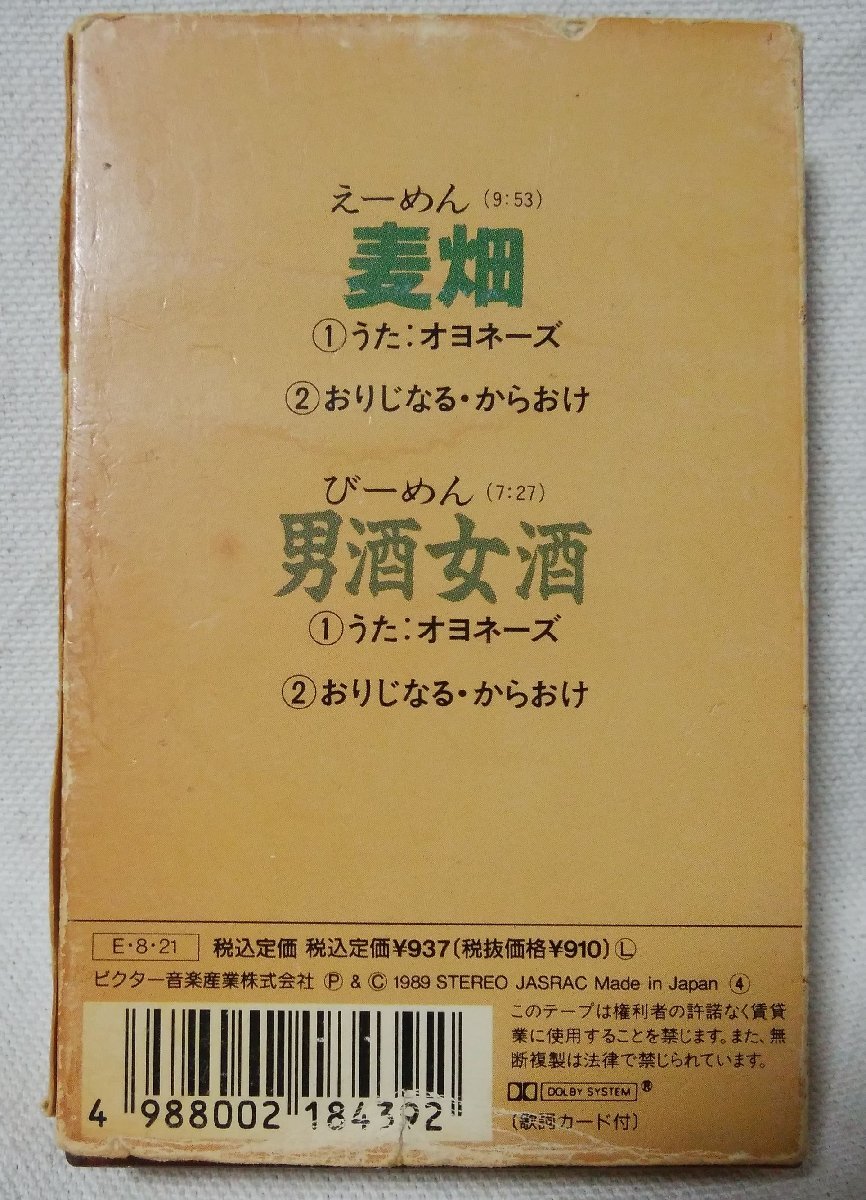 えーめん (9:53)
麦畑
①うた:オヨネーズ
②おりじなる・からおけ
びーめん (7:27)
男酒女酒
①うた:オヨネーズ
②おりじなる・からおけ
E・8・21 税込定価 税込定価¥937(税抜価格¥910)Ⓛ
ビクター音楽産業株式会社 Ⓟ & Ⓒ 1989 STEREO JASRAC Made in Japan ④
このテープは権利者の許諾なく賃貸
業に使用することを禁じます。また、無
断複製は法律で禁じられています。
DOLBY SYSTEM ®
(歌詞カード付)
4 988002 184392